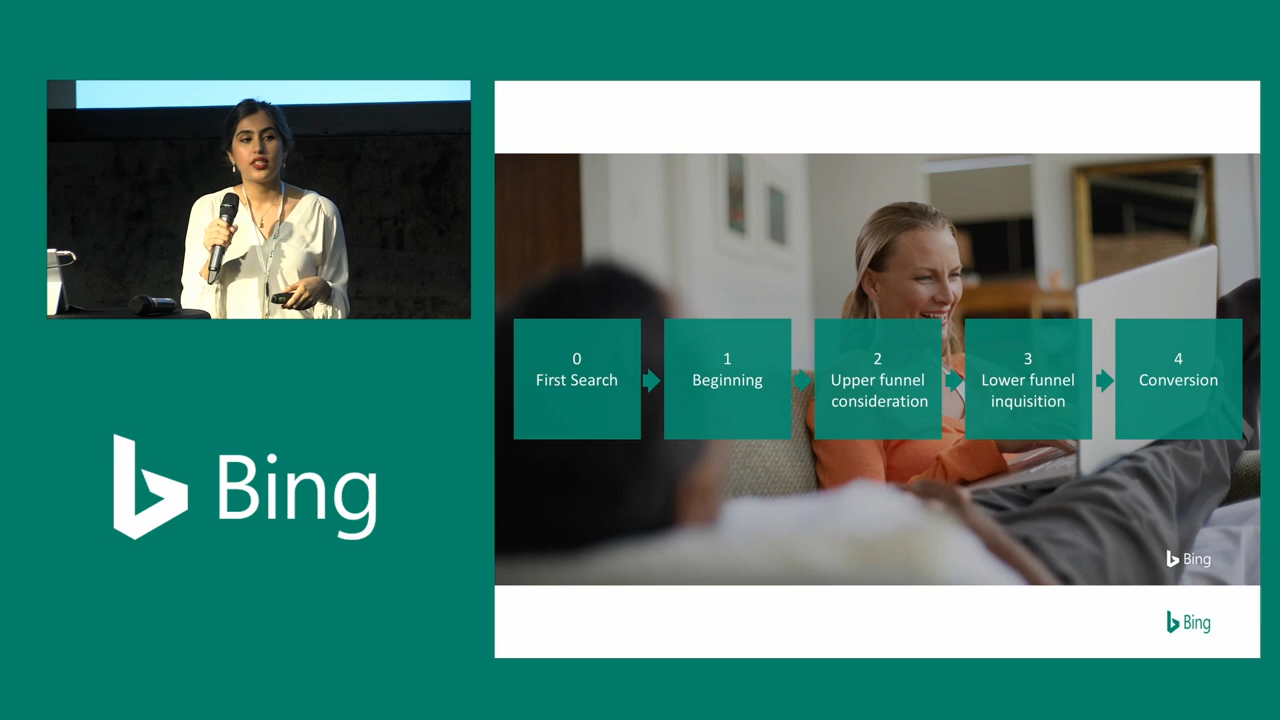 Bing
0
First Search
1
Beginning
2
Upper funnel
consideration
3
Lower funnel
inquisition
4
Conversion
Bing
Bing